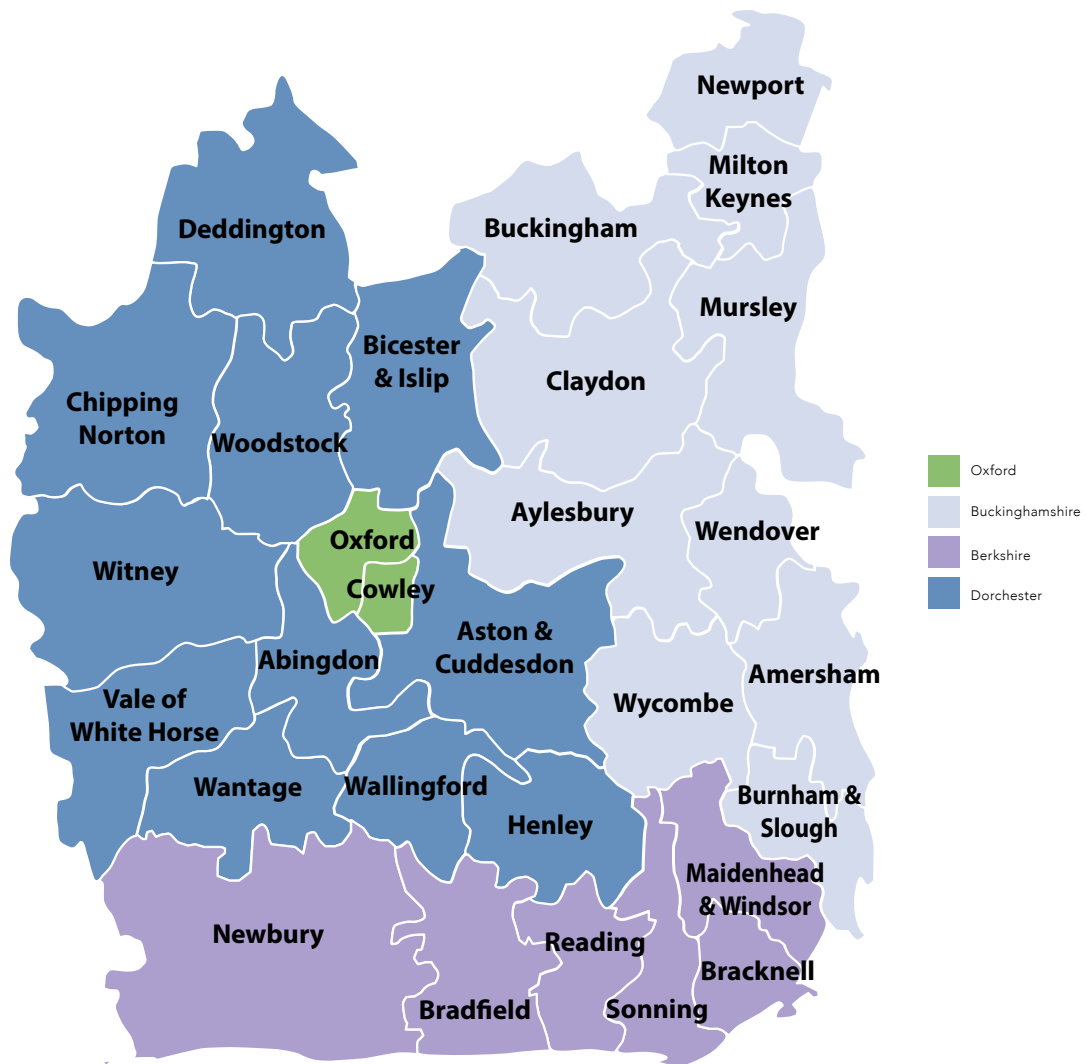 Newport
Milton
Keynes
Buckingham
Deddington
Mursley
Bicester
& Islip
Claydon
Chipping
Norton
Woodstock
Aylesbury
Wendover
Oxford
Witney
Cowley
Aston &
Cuddesdon
Abingdon
Amersham
Vale of
White Horse
Wycombe
Wantage
Wallingford
Burnham &
Slough
Henley
Maidenhead
& Windsor
Newbury
Reading
Bracknell
Bradfield
Sonning
Oxford
Buckinghamshire
Berkshire
Dorchester